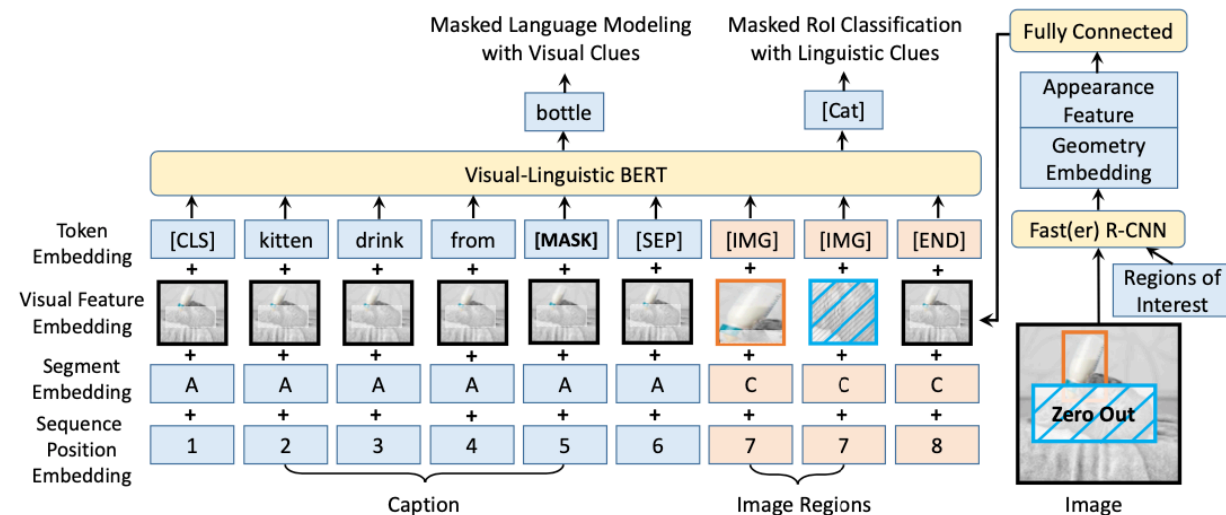 Masked Language Modeling
with Visual Clues
Masked RoI Classification
with Linguistic Clues
Fully Connected
bottle
[Cat]
Appearance
Feature
Geometry
Embedding
Visual-Linguistic BERT
Token
Embedding
[CLS] kitten drink from [MASK] [SEP] [IMG] [IMG] [END]
Fast(er) R-CNN
+ + + + + + + + +
Regions of
Interest
Visual Feature
Embedding
+ + + + + + + + +
Segment
Embedding
A A A A A A C C C
Zero Out
+ + + + + + + + +
Sequence
Position
Embedding
1 2 3 4 5 6 7 7 8
Caption
Image Regions
Image